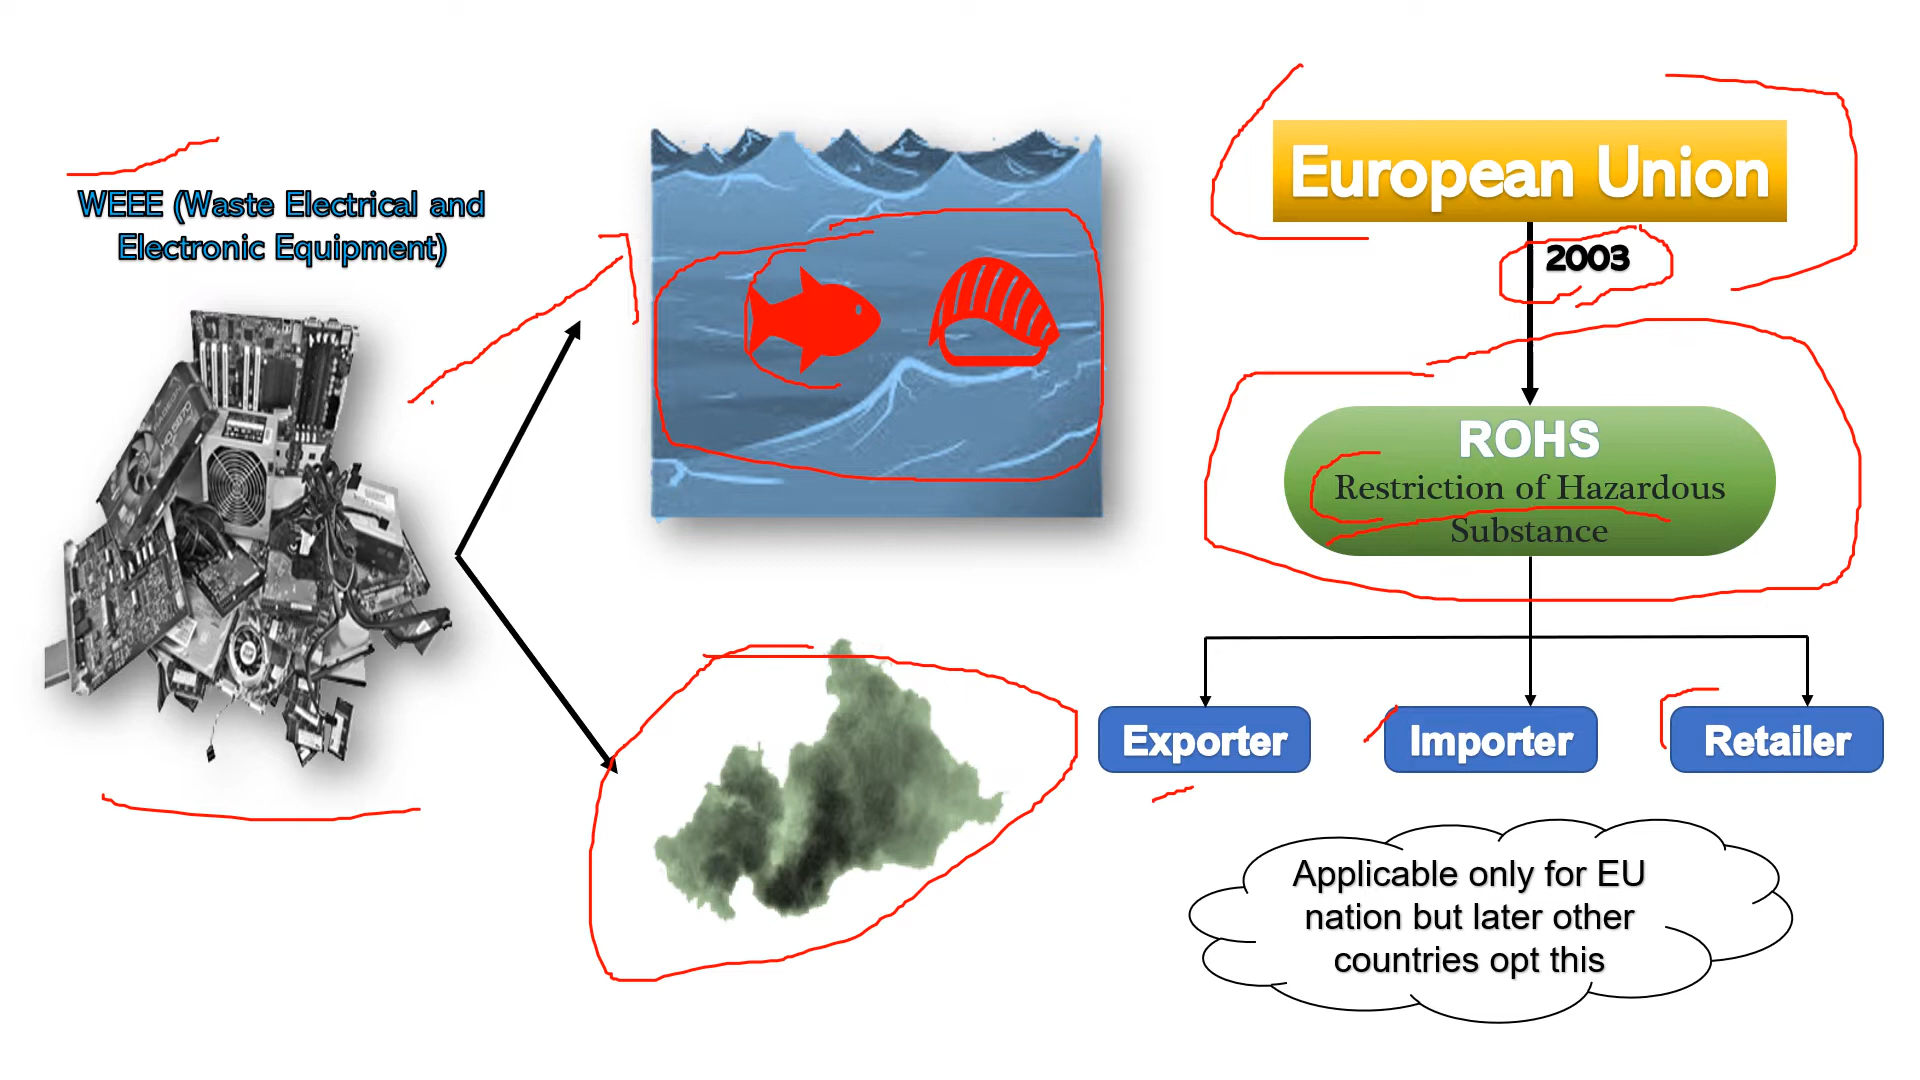 WEEE (Waste Electrical and
Electronic Equipment)
European Union
2003
ROHS
Restriction of Hazardous
Substance
Exporter
Importer
Retailer
Applicable only for EU
nation but later other
countries opt this